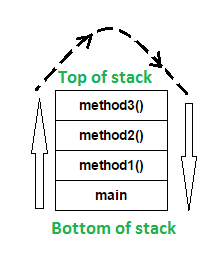 Top of stack
method3()
method2()
method1()
main
Bottom of stack